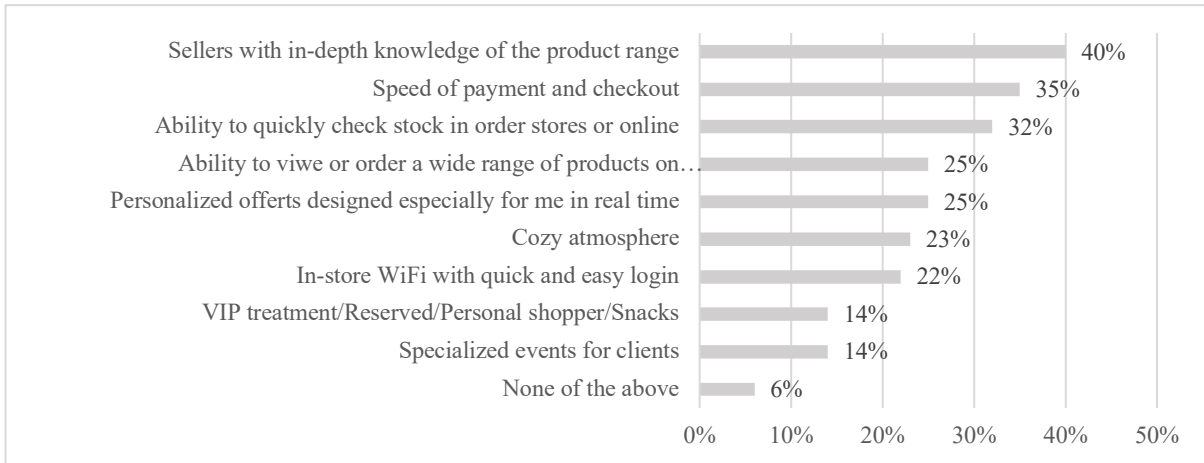 Sellers with in-depth knowledge of the product range 40%
Speed of payment and checkout 35%
Ability to quickly check stock in order stores or online 32%
Ability to viwe or order a wide range of products on… 25%
Personalized offerts designed especially for me in real time 25%
Cozy atmosphere 23%
In-store WiFi with quick and easy login 22%
VIP treatment/Reserved/Personal shopper/Snacks 14%
Specialized events for clients 14%
None of the above 6%
0% 10% 20% 30% 40% 50%